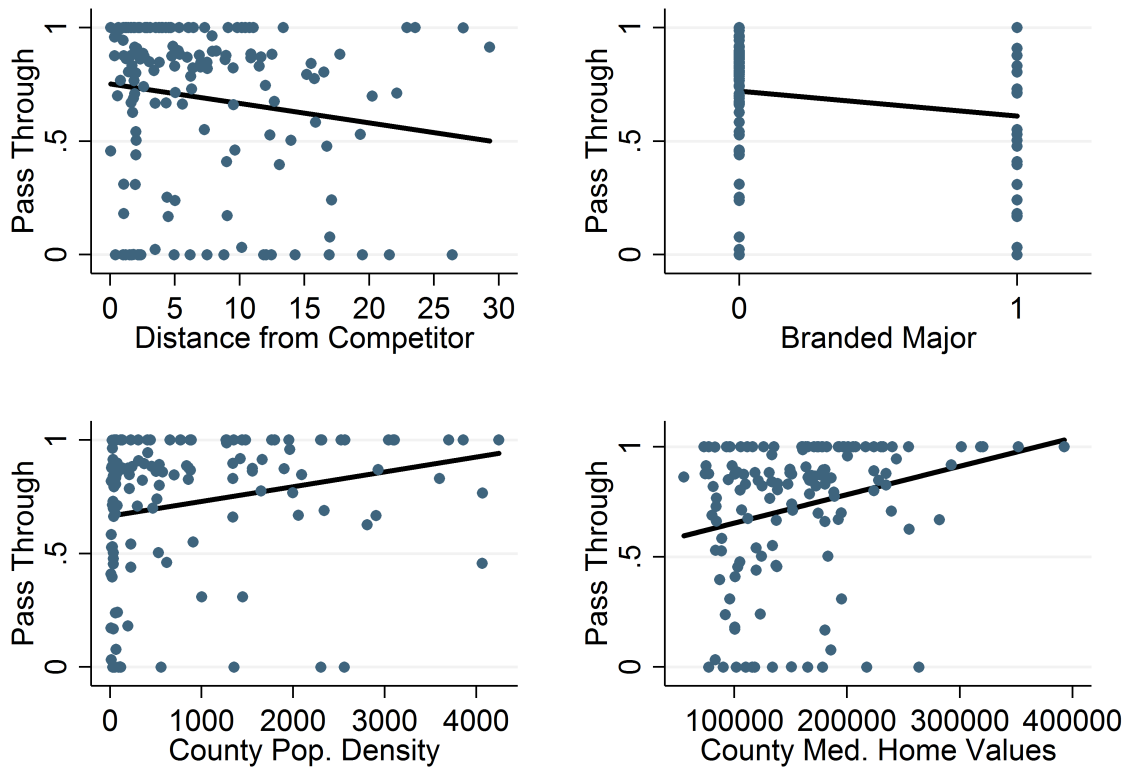 Pass Through
1
.5
0
0 5 10 15 20 25 30
Distance from Competitor
Pass Through
1
.5
0
0 1
Branded Major
Pass Through
1
.5
0
0 1000 2000 3000 4000
County Pop. Density
Pass Through
1
.5
0
100000 200000 300000 400000
County Med. Home Values